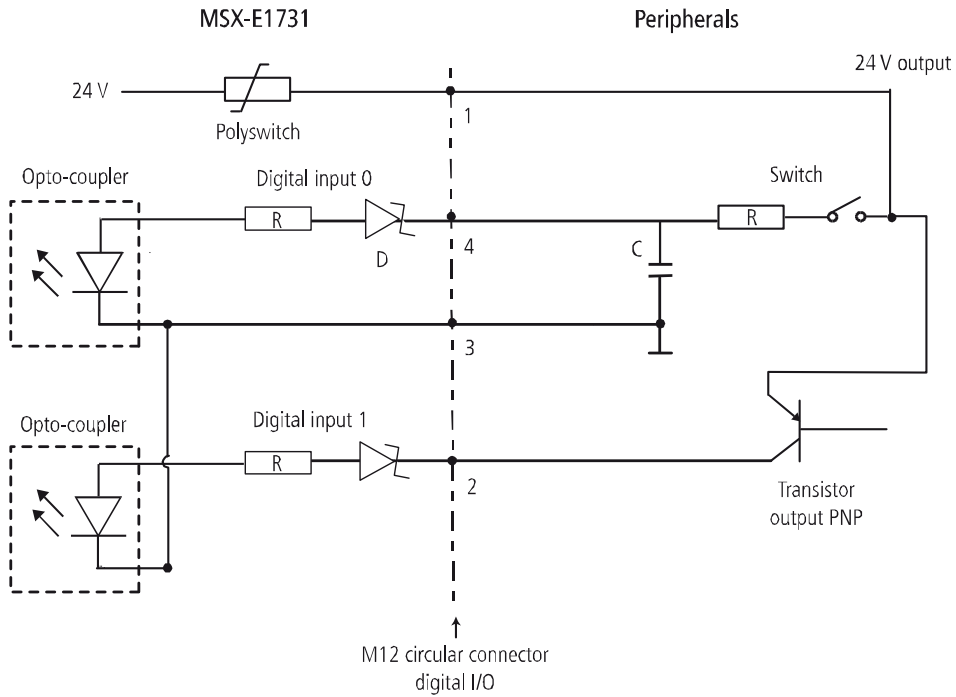 MSX-E1731
Peripherals
24 V output
24 V
1
Polyswitch
Opto-coupler
Digital input 0
Switch
R
R
D
4
C
3
Opto-coupler
Digital input 1
R
2
Transistor
output PNP
M12 circular connector
digital I/O